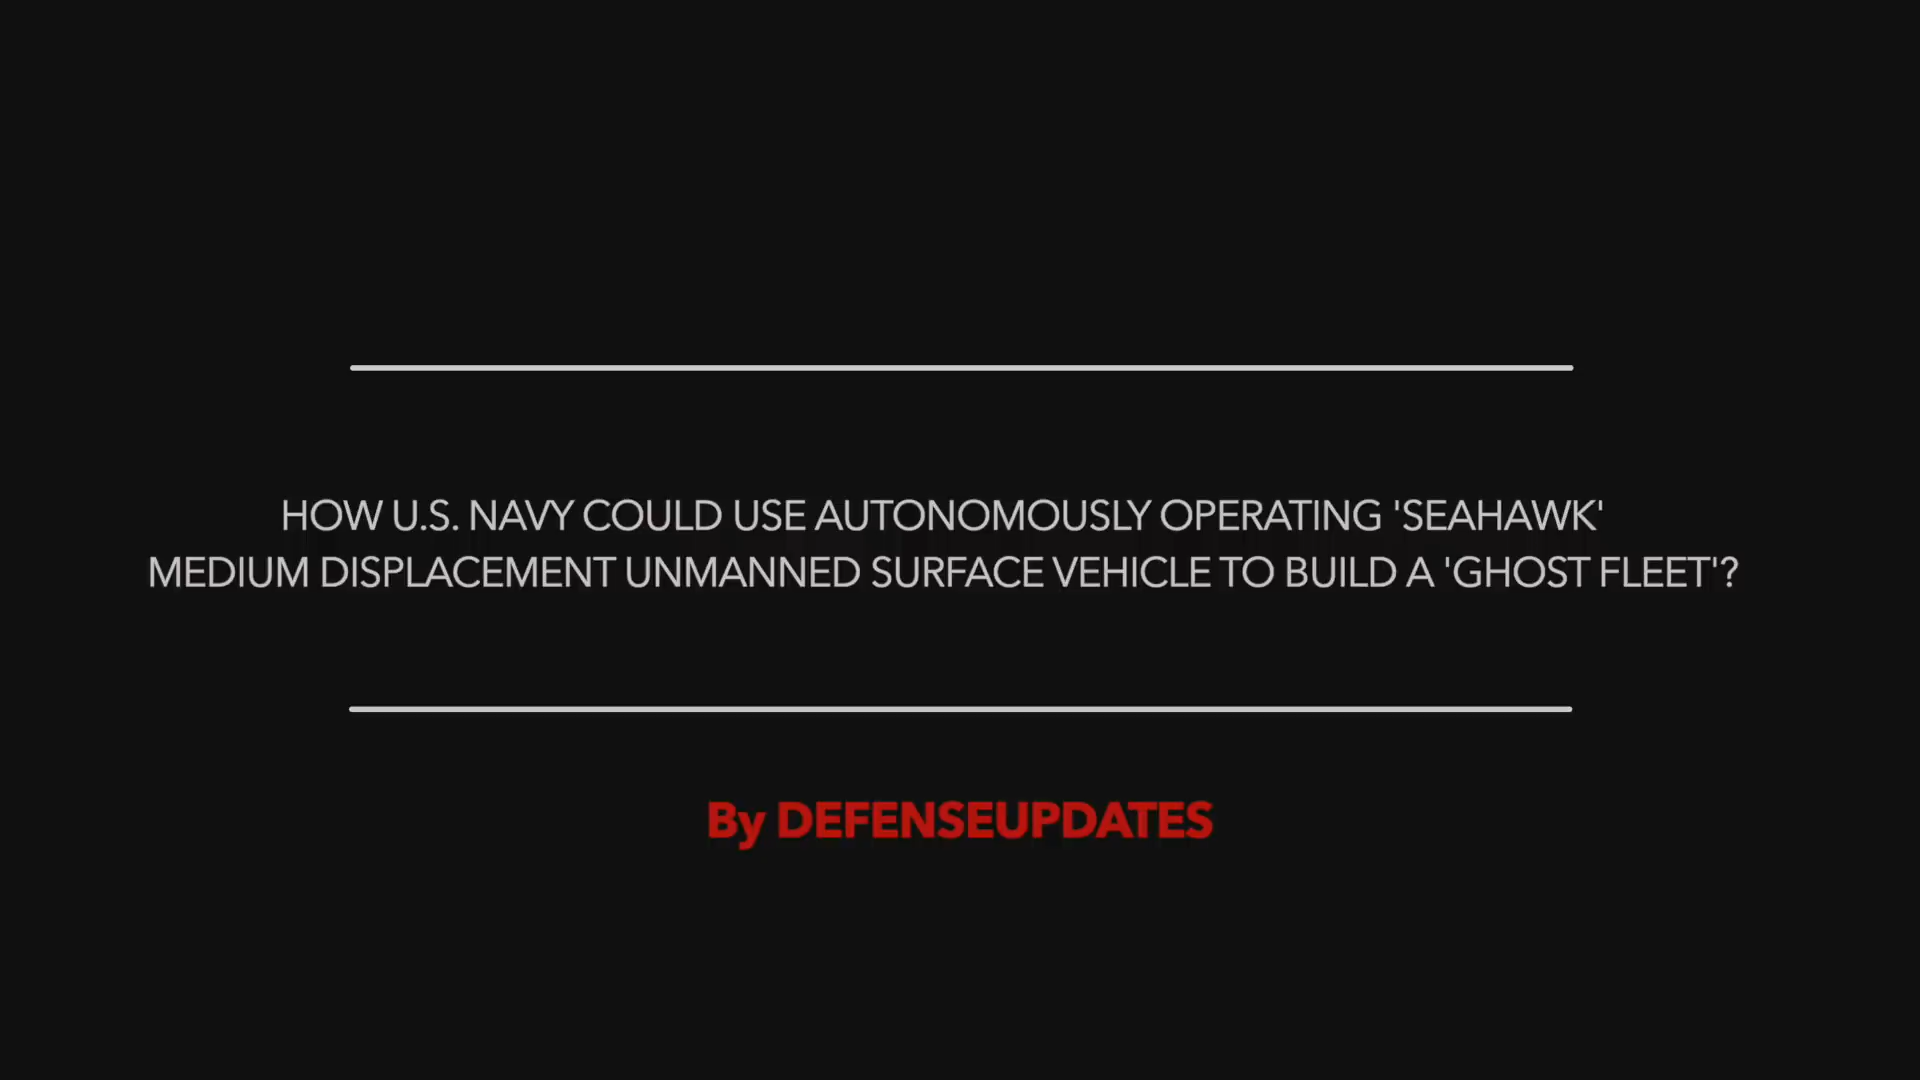 HOW U.S. NAVY COULD USE AUTONOMOUSLY OPERATING 'SEAHAWK'
MEDIUM DISPLACEMENT UNMANNED SURFACE VEHICLE TO BUILD A 'GHOST FLEET'?
By DEFENSEUPDATES